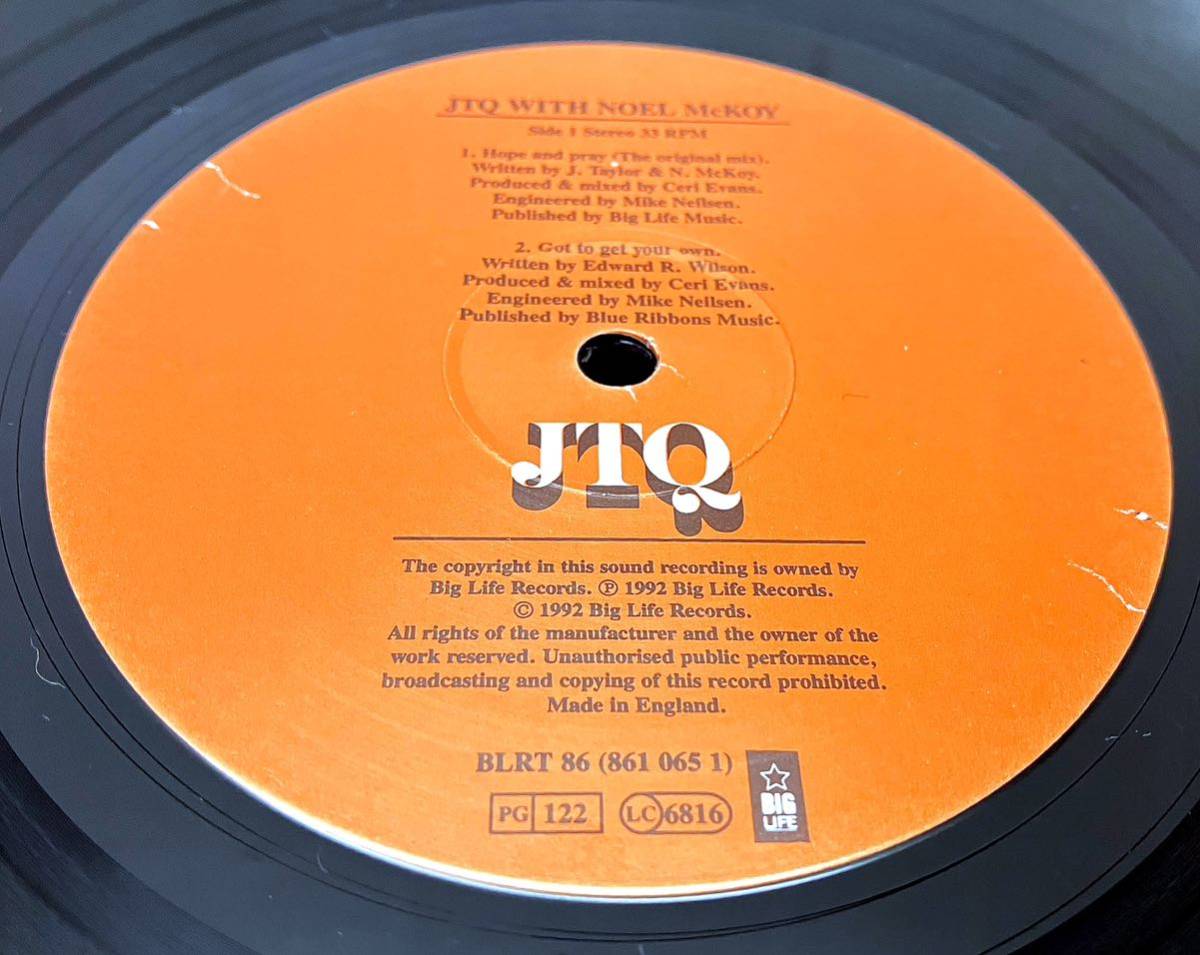 JTQ WITH NOEL McKOY
Side 1 Stereo 33 RPM
1. Hope and pray (The original mix).
Written by J. Taylor & N. McKoy.
Produced & mixed by Ceri Evans.
Engineered by Mike Neilsen.
Published by Big Life Music.
2. Got to get your own.
Written by Edward R. Wilson.
Produced & mixed by Ceri Evans.
Engineered by Mike Neilsen.
Published by Blue Ribbons Music.
JTQ
The copyright in this sound recording is owned by
Big Life Records. Ⓟ 1992 Big Life Records.
© 1992 Big Life Records.
All rights of the manufacturer and the owner of the
work reserved. Unauthorised public performance,
broadcasting and copying of this record prohibited.
Made in England.
BLRT 86 (861 065 1)
PG 122 LC 6816
BIG
LIFE